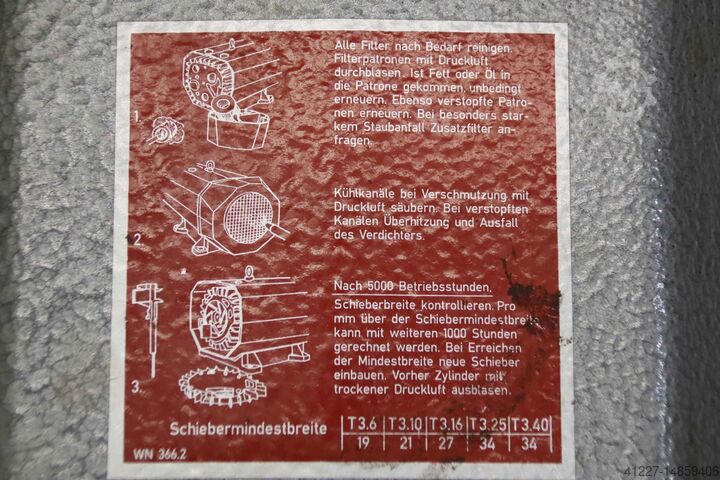 Alle Filter nach Bedarf reinigen.
Filterpatronen mit Druckluft
durchblasen. Ist Fett oder Öl in
die Patrone gekommen, unbedingt
erneuern. Ebenso verstopfte Patro-
nen erneuern. Bei besonders star-
kem Staubanfall Zusatzfilter an-
fragen.
1.
Kühlkanäle bei Verschmutzung mit
Druckluft säubern. Bei verstopften
Kanälen Überhitzung und Ausfall
des Verdichters.
2.
Nach 5000 Betriebsstunden.
Schieberbreite kontrollieren. Pro
mm über der Schiebermindestbreite
kann mit weiteren 1000 Stunden
gerechnet werden. Bei Erreichen
der Mindestbreite neue Schieber
einbauen. Vorher Zylinder mit
trockener Druckluft ausblasen.
3.
Schiebermindestbreite
T3.6 T3.10 T3.16 T3.25 T3.40
19 21 27 34 34
WN 366.2
41227-14859406